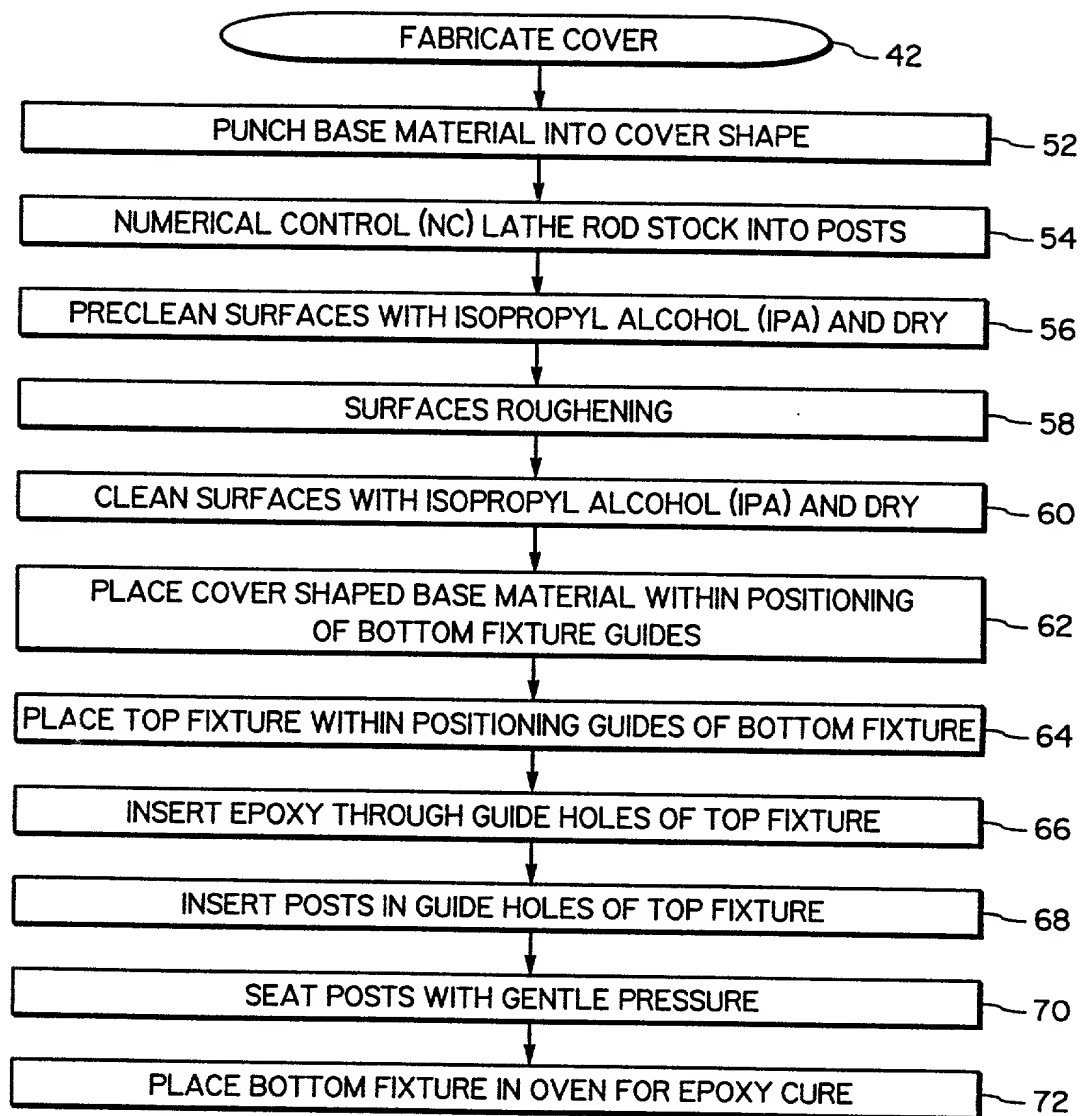 FABRICATE COVER
42
PUNCH BASE MATERIAL INTO COVER SHAPE
52
NUMERICAL CONTROL (NC) LATHE ROD STOCK INTO POSTS
54
PRECLEAN SURFACES WITH ISOPROPYL ALCOHOL (IPA) AND DRY
56
SURFACES ROUGHENING
58
CLEAN SURFACES WITH ISOPROPYL ALCOHOL (IPA) AND DRY
60
PLACE COVER SHAPED BASE MATERIAL WITHIN POSITIONING
OF BOTTOM FIXTURE GUIDES
62
PLACE TOP FIXTURE WITHIN POSITIONING GUIDES OF BOTTOM FIXTURE
64
INSERT EPOXY THROUGH GUIDE HOLES OF TOP FIXTURE
66
INSERT POSTS IN GUIDE HOLES OF TOP FIXTURE
68
SEAT POSTS WITH GENTLE PRESSURE
70
PLACE BOTTOM FIXTURE IN OVEN FOR EPOXY CURE
72